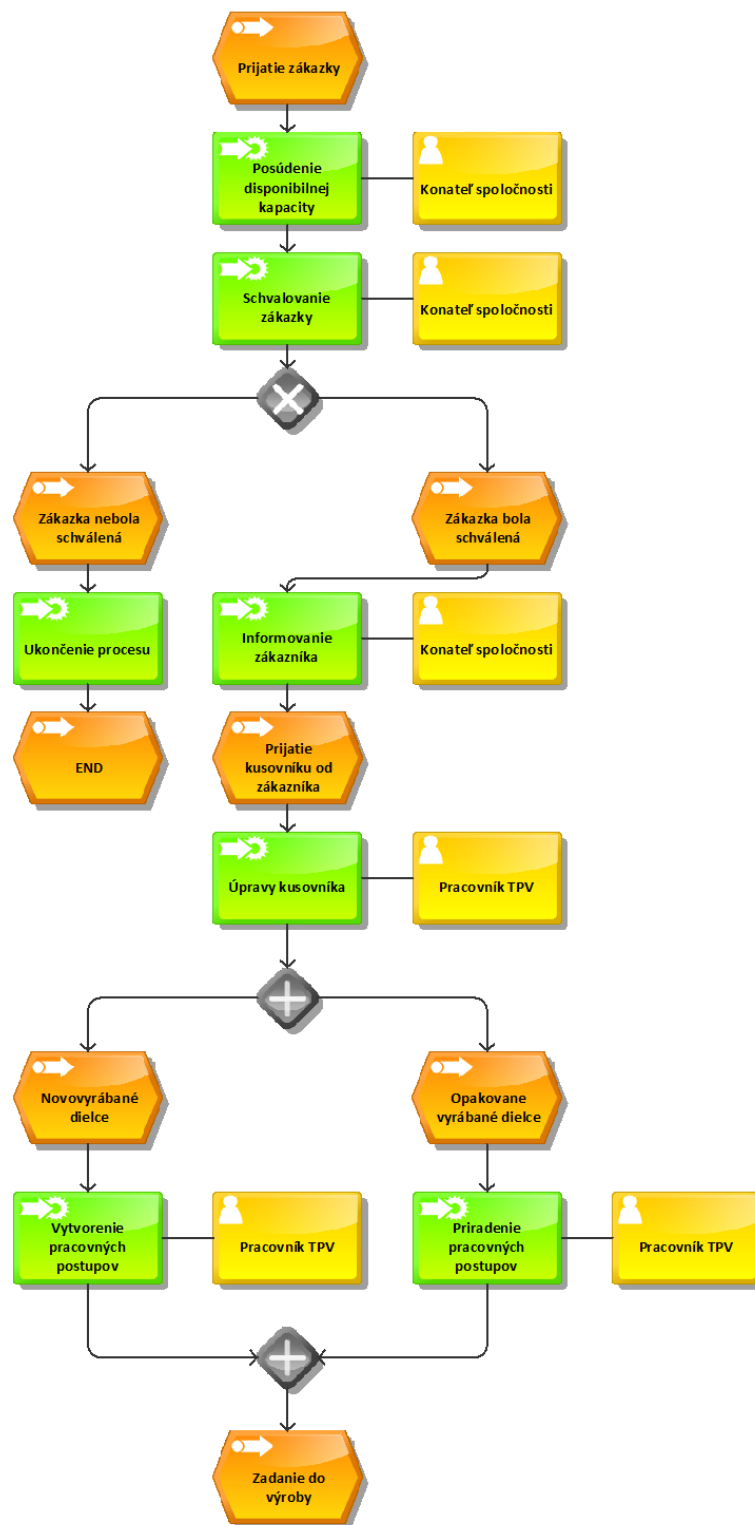 Prijatie zákazky
Posúdenie
disponibilnej
kapacity
Konateľ spoločnosti
Schvalovanie
zákazky
Konateľ spoločnosti
Zákazka nebola
schválená
Zákazka bola
schválená
Ukončenie procesu
Informovanie
zákazníka
Konateľ spoločnosti
END
Prijatie
kusovníku od
zákazníka
Úpravy kusovníka
Pracovník TPV
Novovyrábané
dielce
Opakovane
vyrábané dielce
Vytvorenie
pracovných
postupov
Pracovník TPV
Priradenie
pracovných
postupov
Pracovník TPV
Zadanie do
výroby